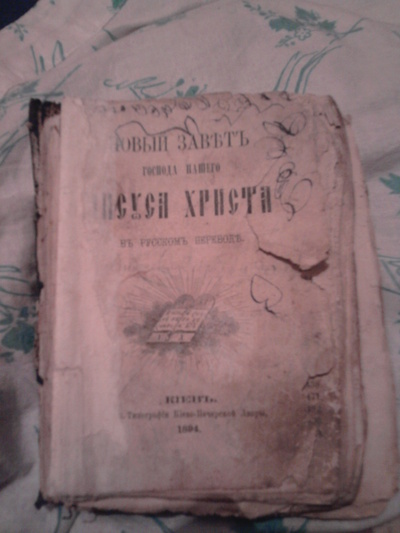 НОВЫЙ ЗАВѢТЪ
ГОСПОДА НАШЕГО
ІИСУСА ХРИСТА
ВЪ РУССКОМЪ ПЕРЕВОДѢ.
КІЕВЪ.
Типографія Кіево-Печерской Лавры,
1894.